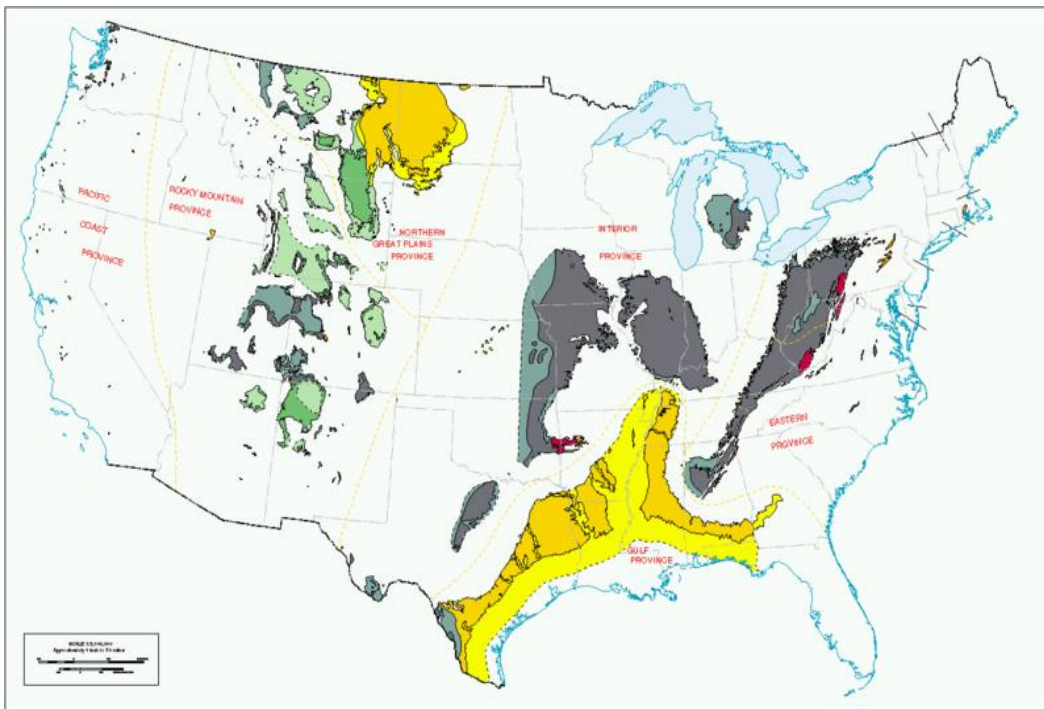 PACIFIC
COAST
PROVINCE
ROCKY MOUNTAIN
PROVINCE
NORTHERN
GREAT PLAINS
PROVINCE
INTERIOR
PROVINCE
EASTERN
PROVINCE
GULF
PROVINCE